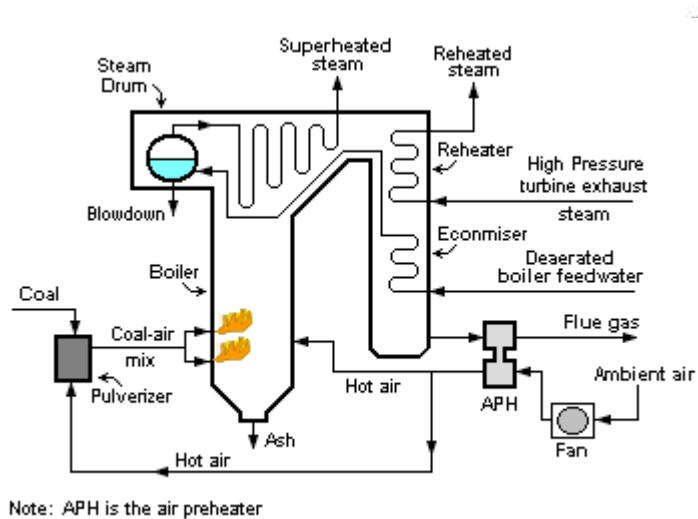 Superheated
steam
Reheated
steam
Steam
Drum
Reheater
High Pressure
turbine exhaust
steam
Blowdown
Econmiser
Deaerated
boiler feedwater
Boiler
Coal
Coal-air
mix
Flue gas
Hot air
Ambient air
Pulverizer
APH
Ash
Fan
Hot air
Note: APH is the air preheater